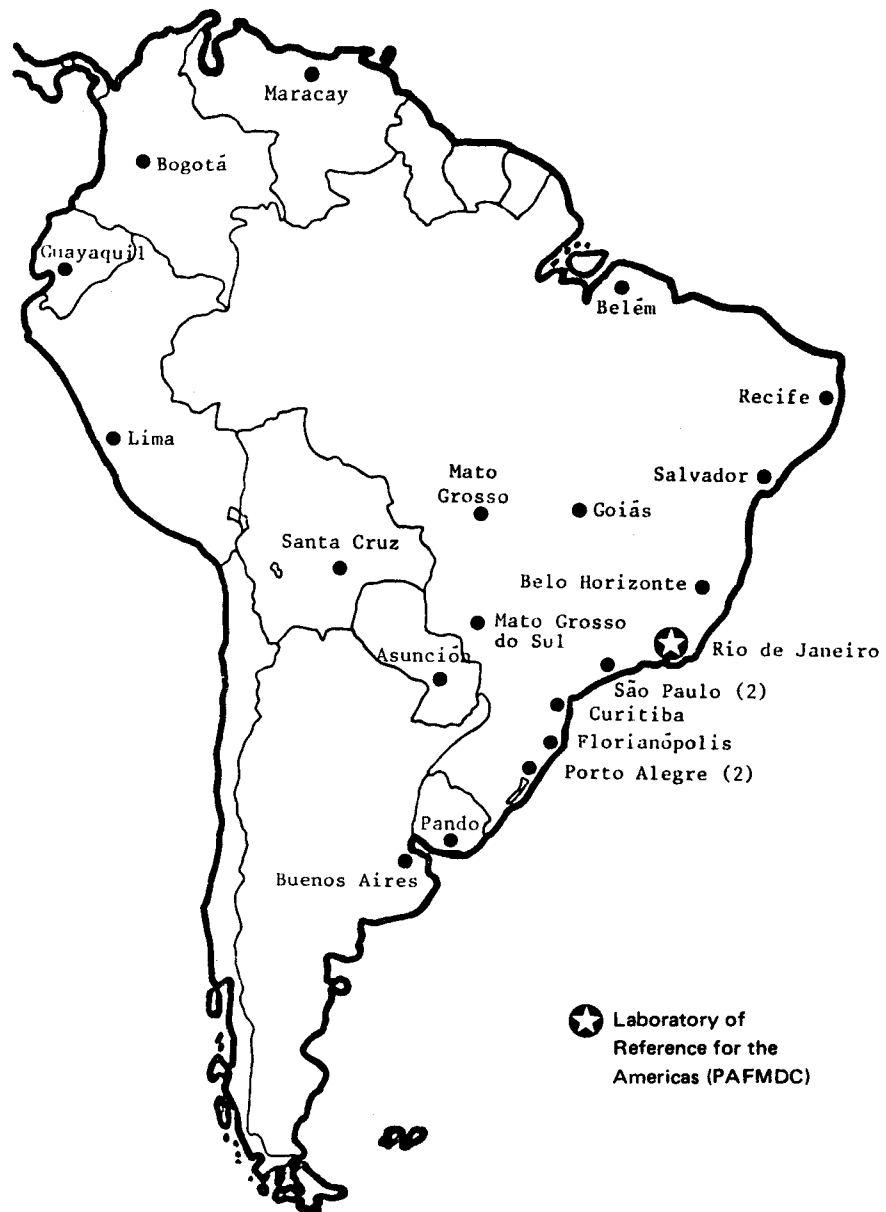 Maracay
Bogotá
Guayaquil
Belém
Recife
Lima
Salvador
Mato
Grosso
Goiás
Santa Cruz
Belo Horizonte
Mato Grosso
do Sul
Rio de Janeiro
Asunción
São Paulo (2)
Curitiba
Florianópolis
Porto Alegre (2)
Pando
Buenos Aires
Laboratory of
Reference for the
Americas (PAFMDC)